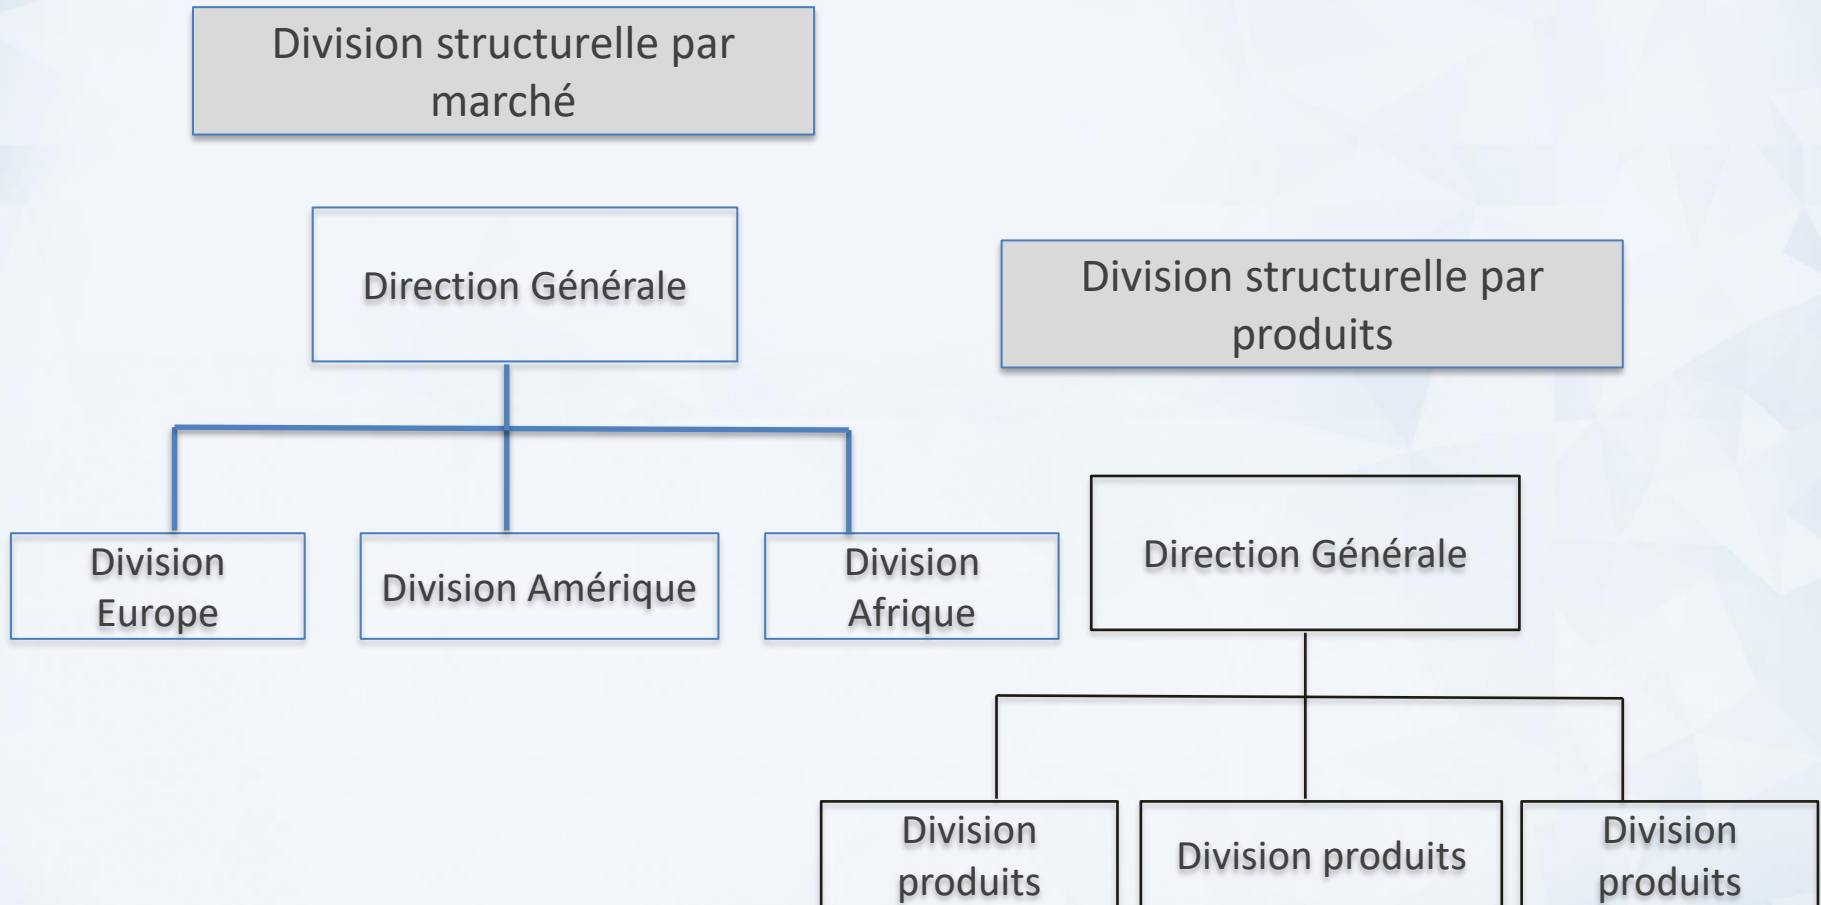 Division structurelle par
marché
Direction Générale
Division
Europe
Division Amérique
Division
Afrique
Division structurelle par
produits
Direction Générale
Division
produits
Division produits
Division
produits